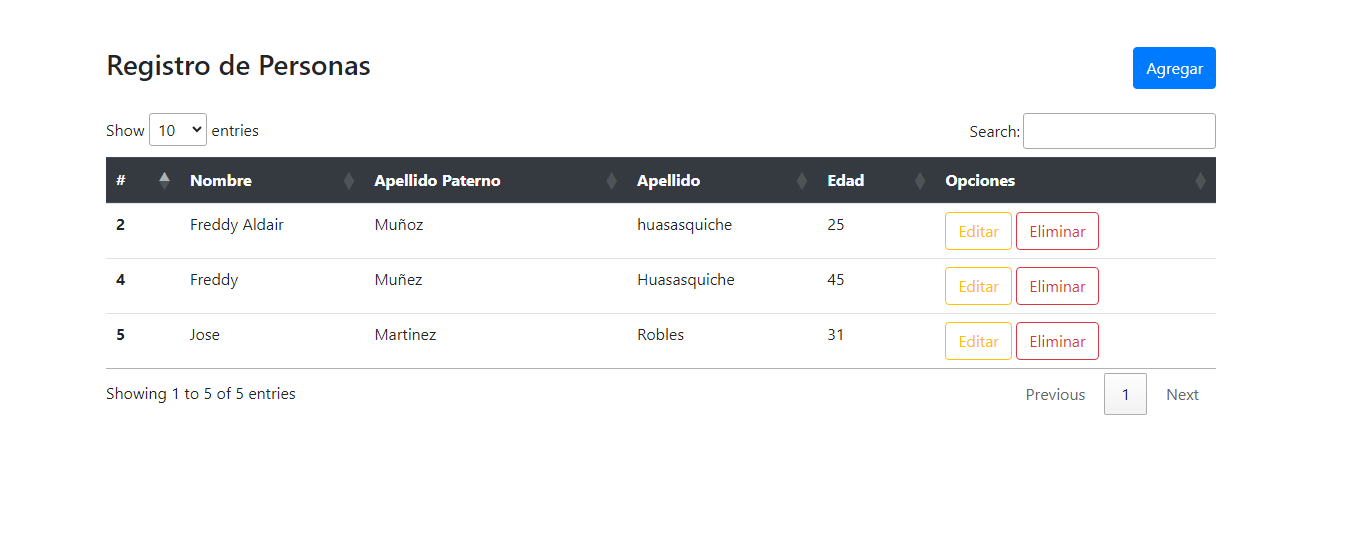 Registro de Personas Agregar
Show 10 entries Search:
# Nombre Apellido Paterno Apellido Edad Opciones
2 Freddy Aldair Muñoz huasasquiche 25 Editar Eliminar
4 Freddy Muñez Huasasquiche 45 Editar Eliminar
5 Jose Martinez Robles 31 Editar Eliminar
Showing 1 to 5 of 5 entries Previous 1 Next